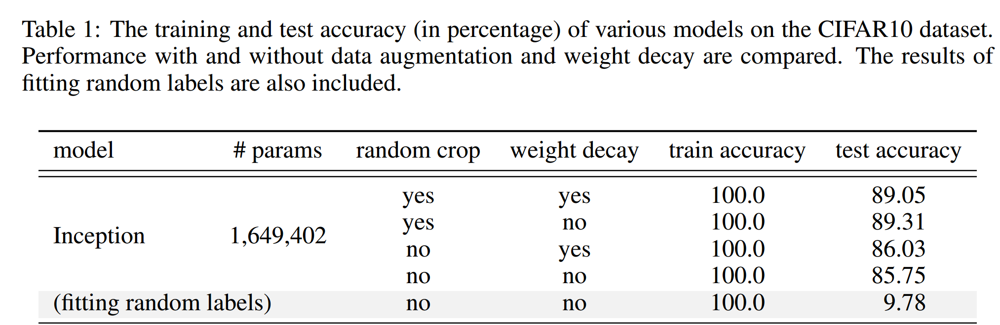 Table 1: The training and test accuracy (in percentage) of various models on the CIFAR10 dataset.
Performance with and without data augmentation and weight decay are compared. The results of
fitting random labels are also included.
model # params random crop weight decay train accuracy test accuracy
yes yes 100.0 89.05
yes no 100.0 89.31
Inception 1,649,402
no yes 100.0 86.03
no no 100.0 85.75
(fitting random labels) no no 100.0 9.78